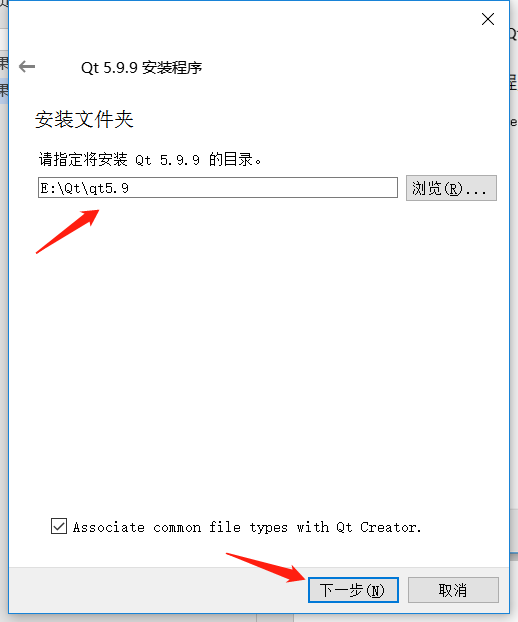 Qt 5.9.9 安装程序
安装文件夹
请指定将安装 Qt 5.9.9 的目录。
E:\Qt\qt5.9
浏览(R)...
Associate common file types with Qt Creator.
下一步(N)
取消